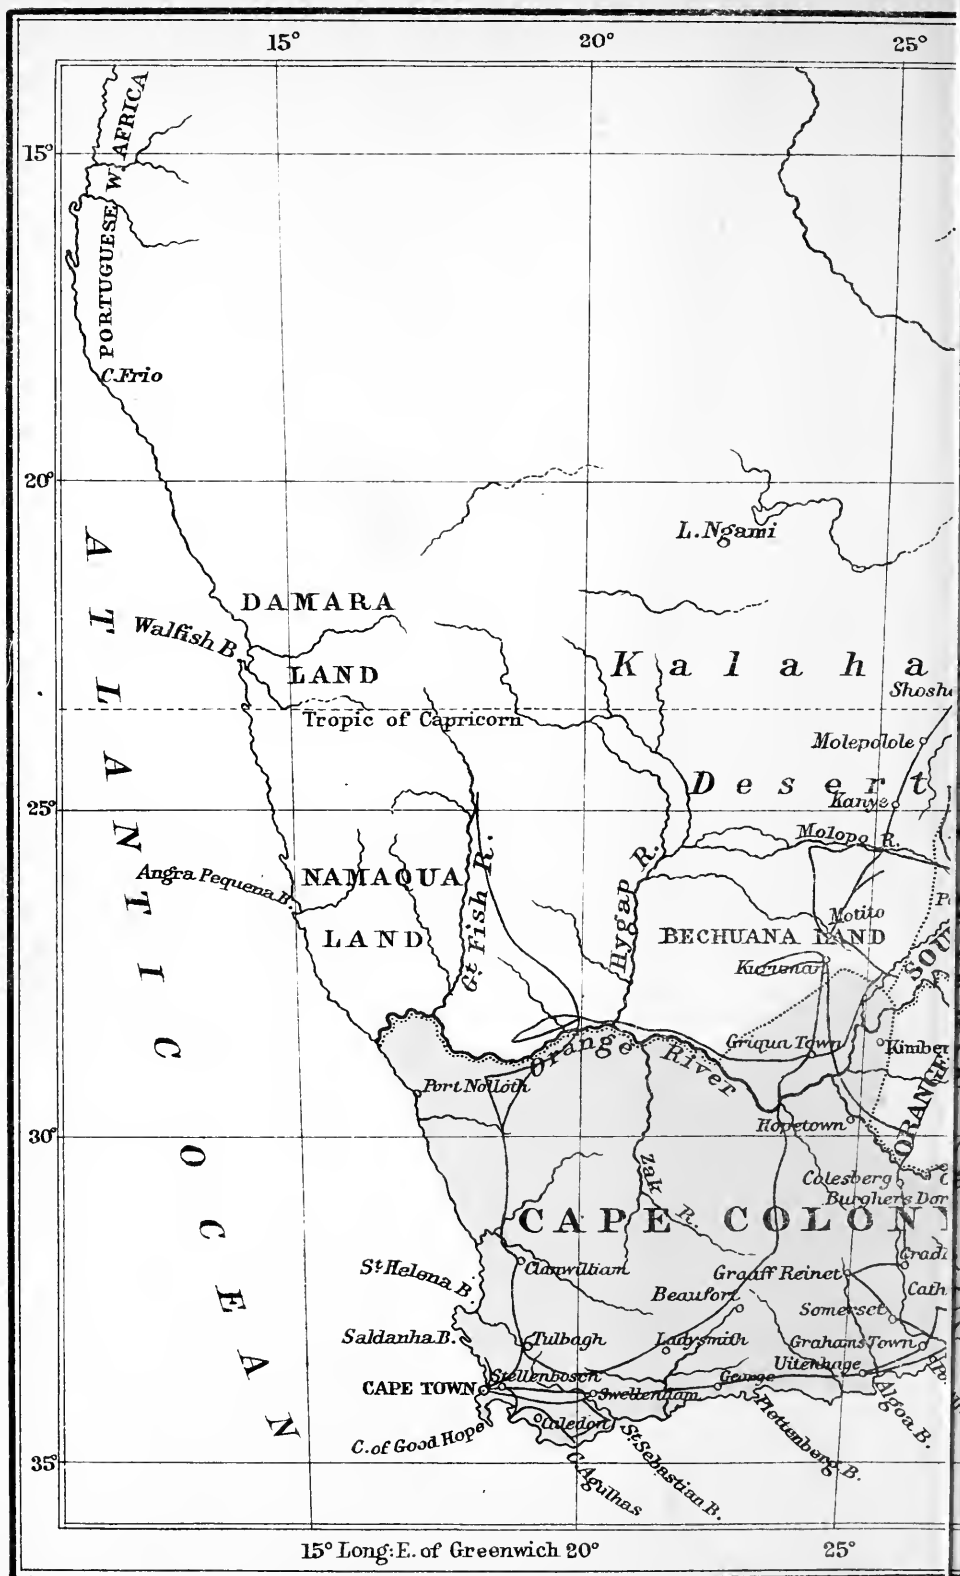 15° 20° 25°
15°
PORTUGUESE W. AFRICA
C. Frio
20°
L. Ngami
ATLANTIC OCEAN
DAMARA
LAND
Walfish B.
Kalaha
Desert
Tropic of Capricorn
Molepolole
Kanye
25°
Molopo R.
Angra Pequena B.
NAMAQUA
LAND
Gt. Fish R.
Hygap R.
Motito
BECHUANA LAND
Kuruman
Griqua Town
Orange River
Port Nolloth
ORANGE
30°
Hopetown
Zak R.
Colesberg
CAPE COLON
St Helena B.
Clanwilliam
Graaff Reinet
Beaufort
Somerset
Saldanha B.
Tulbagh
Ladysmith
Grahams Town
Uitenhage
CAPE TOWN
Stellenbosch
Swellendam
George
Algoa B.
Caledon
C. of Good Hope
Plettenberg B.
St. Sebastian B.
C. Agulhas
35°
15° Long: E. of Greenwich 20° 25°